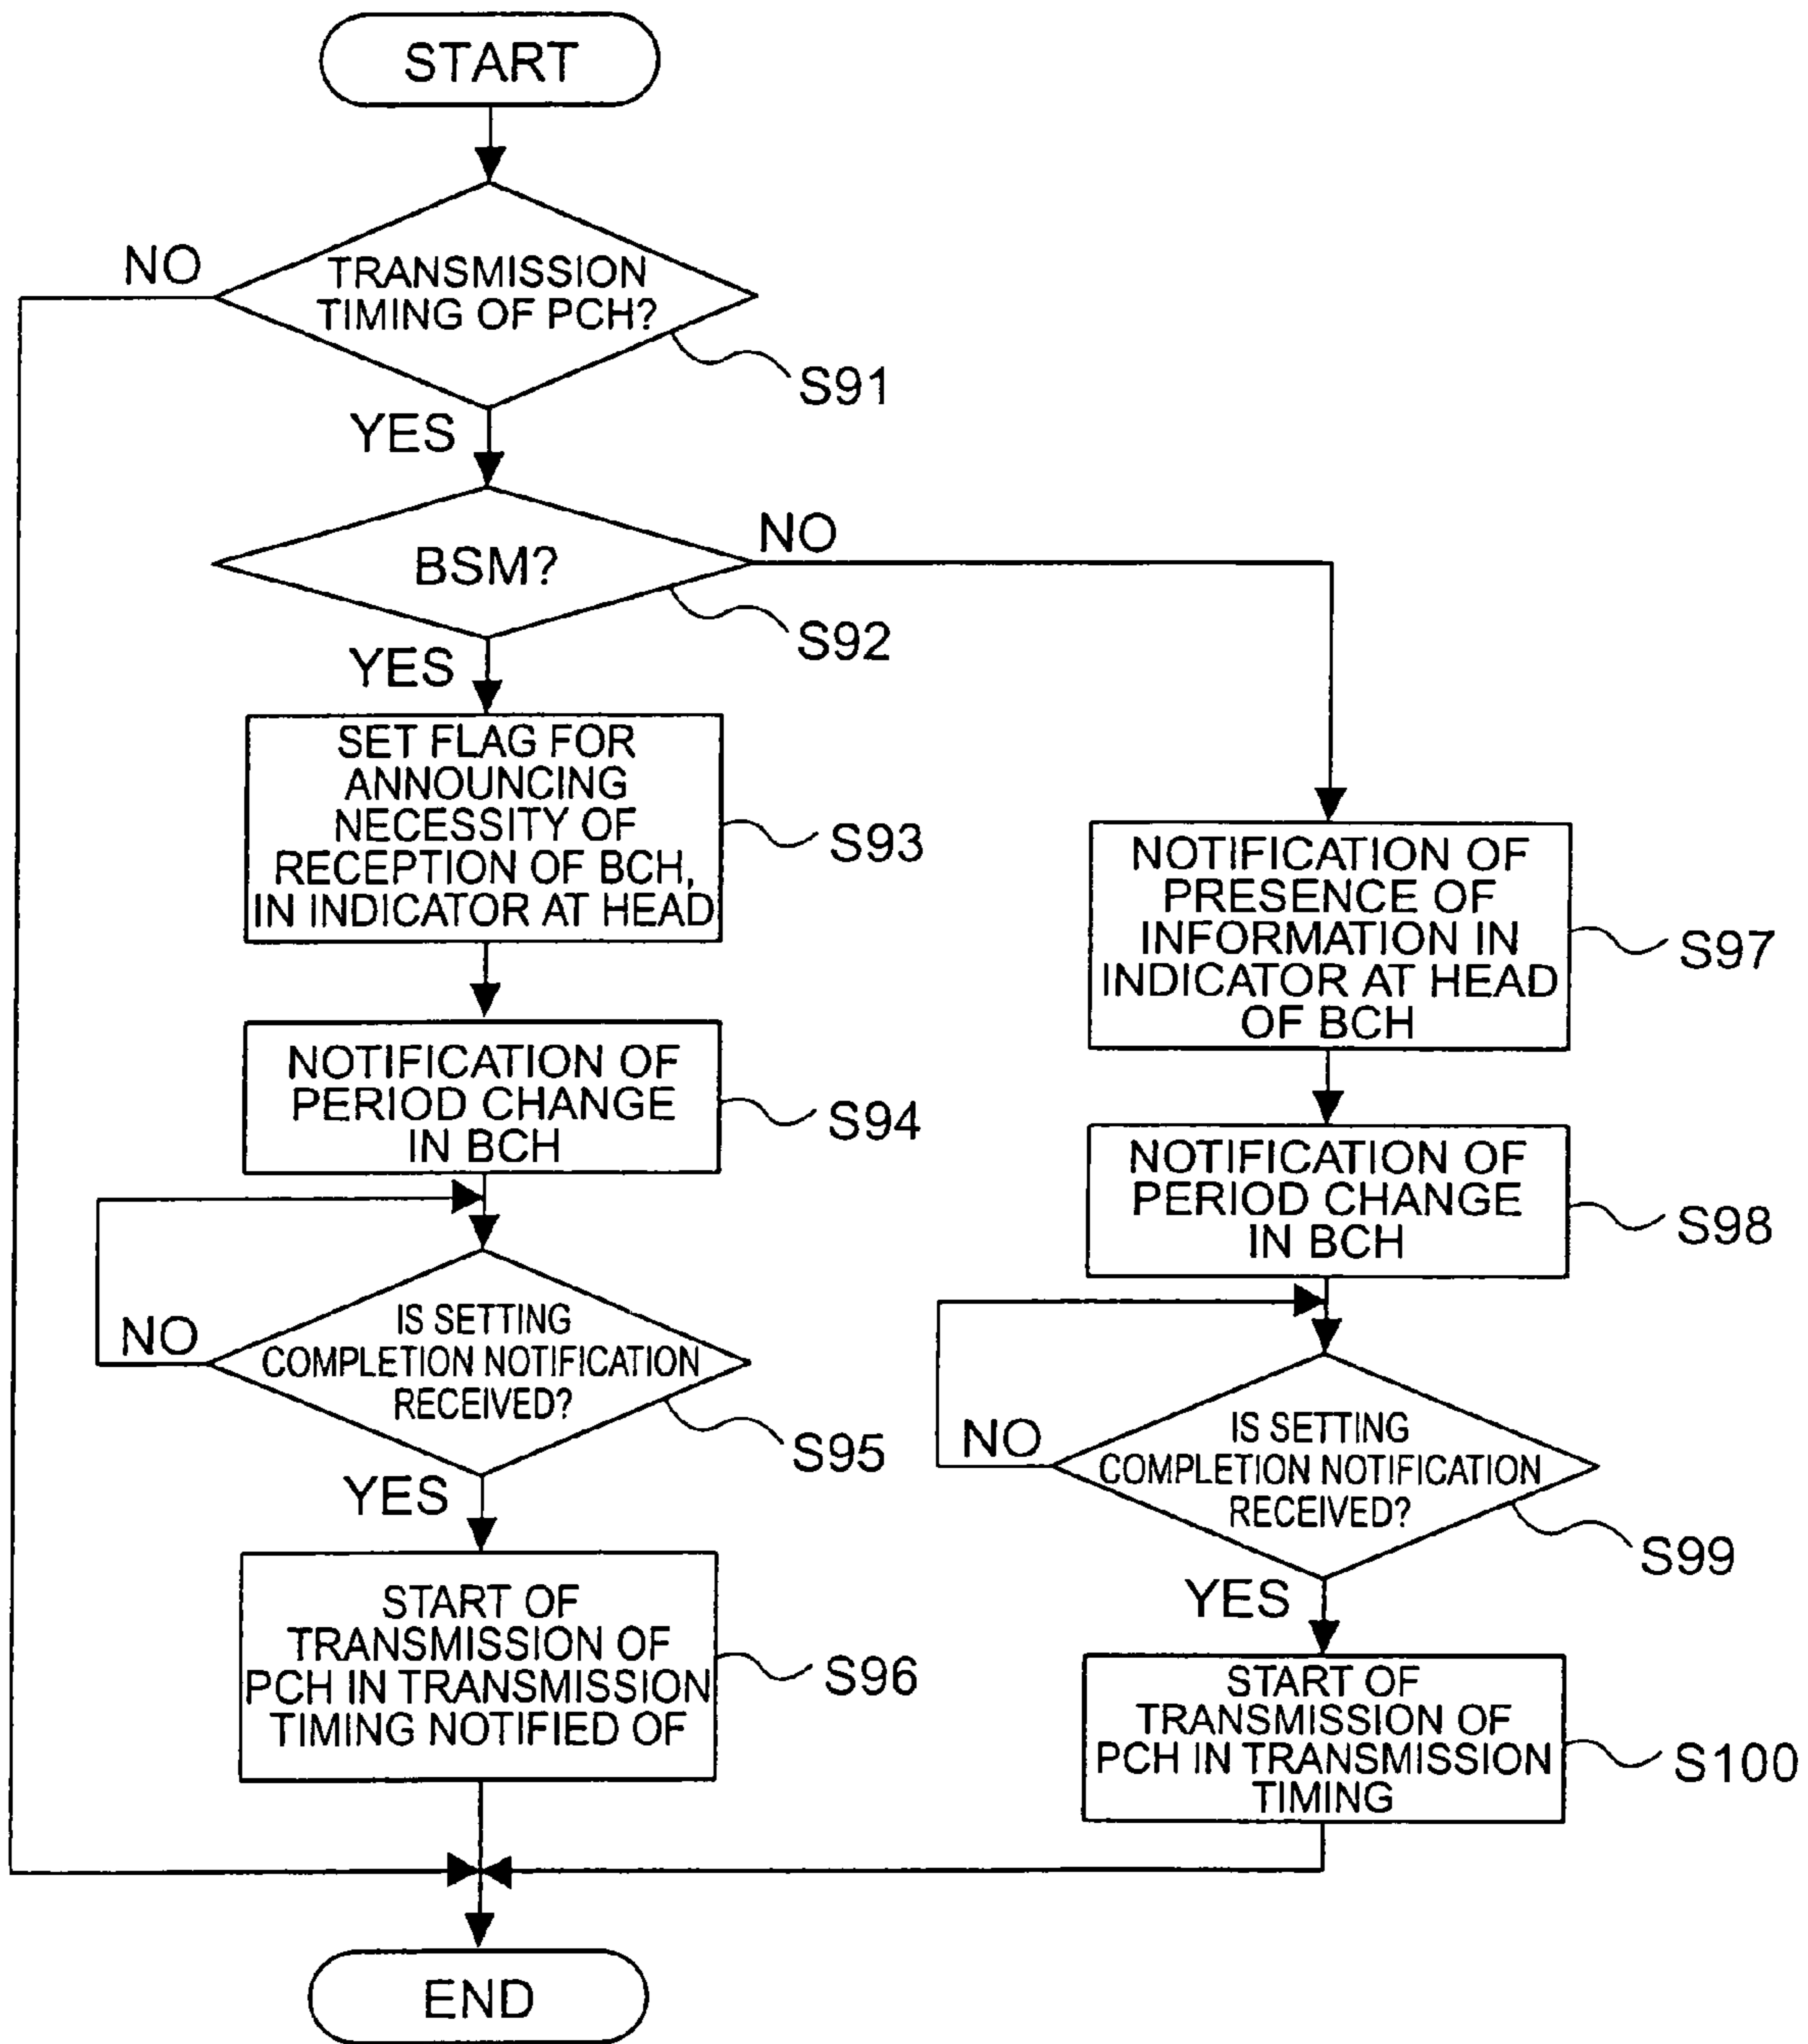 START
NO
TRANSMISSION
TIMING OF PCH?
S91
YES
BSM?
NO
S92
YES
SET FLAG FOR
ANNOUNCING
NECESSITY OF
RECEPTION OF BCH,
IN INDICATOR AT HEAD
S93
NOTIFICATION OF
PERIOD CHANGE
IN BCH
S94
NO
IS SETTING
COMPLETION NOTIFICATION
RECEIVED?
S95
YES
START OF
TRANSMISSION OF
PCH IN TRANSMISSION
TIMING NOTIFIED OF
S96
NOTIFICATION OF
PRESENCE OF
INFORMATION IN
INDICATOR AT HEAD
OF BCH
S97
NOTIFICATION OF
PERIOD CHANGE
IN BCH
S98
NO
IS SETTING
COMPLETION NOTIFICATION
RECEIVED?
S99
YES
START OF
TRANSMISSION OF
PCH IN TRANSMISSION
TIMING
S100
END